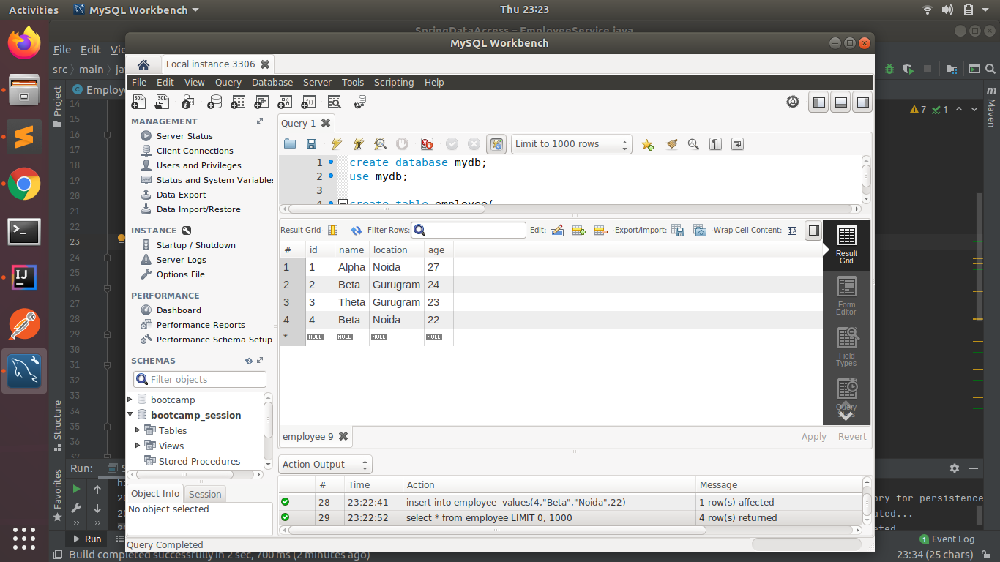 Activities MySQL Workbench Thu 23:23
SpringDataAccess – EmployeeService.java
MySQL Workbench
File Edit Vie
Local instance 3306
src main ja
File Edit View Query Database Server Tools Scripting Help
Employe
Project
Maven
7 1
MANAGEMENT
Server Status
Client Connections
Users and Privileges
Status and System Variables
Data Export
Data Import/Restore
INSTANCE
Startup / Shutdown
Server Logs
Options File
PERFORMANCE
Dashboard
Performance Reports
Performance Schema Setup
SCHEMAS
Filter objects
bootcamp
bootcamp_session
Tables
Views
Stored Procedures
Object Info Session
No object selected
Query Completed
Query 1
Limit to 1000 rows
1 create database mydb;
2 use mydb;
3
4 create table employee(
Result Grid Filter Rows: Edit: Export/Import: Wrap Cell Content:
# id name location age
1 1 Alpha Noida 27
2 2 Beta Gurugram 24
3 3 Theta Gurugram 23
4 4 Beta Noida 22
* NULL NULL NULL NULL
Result Grid
Form Editor
Field Types
Query Stats
employee 9 Apply Revert
Action Output
# Time Action Message
28 23:22:41 insert into employee values(4,"Beta","Noida",22) 1 row(s) affected
29 23:22:52 select * from employee LIMIT 0, 1000 4 row(s) returned
14
15
16
17
18
19
20
21
22
23
24
25
26
27
28
29
30
31
32
33
34
35
36
37
Structure
Favorites
Run:
ory for persistence
ated...
Run Event Log
Build completed successfully in 2 sec, 700 ms (2 minutes ago) 23:34 (25 chars)